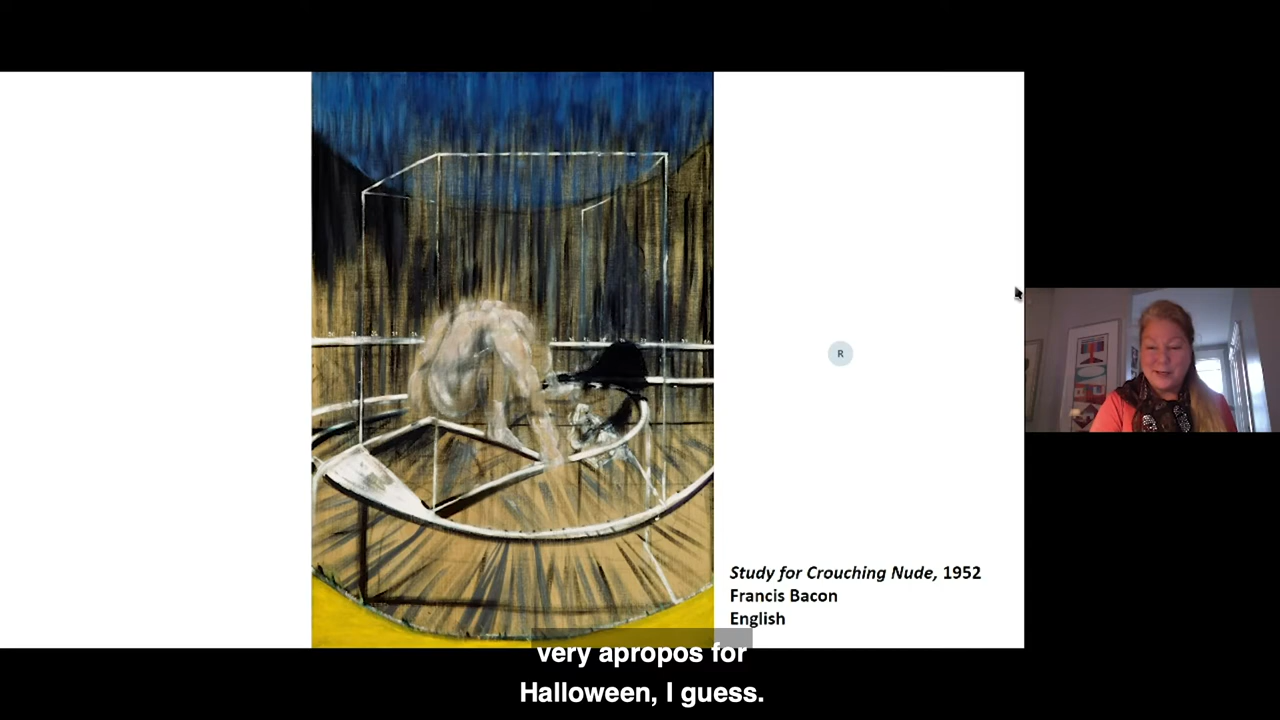 R
Study for Crouching Nude, 1952
Francis Bacon
English
very apropos for
Halloween, I guess.